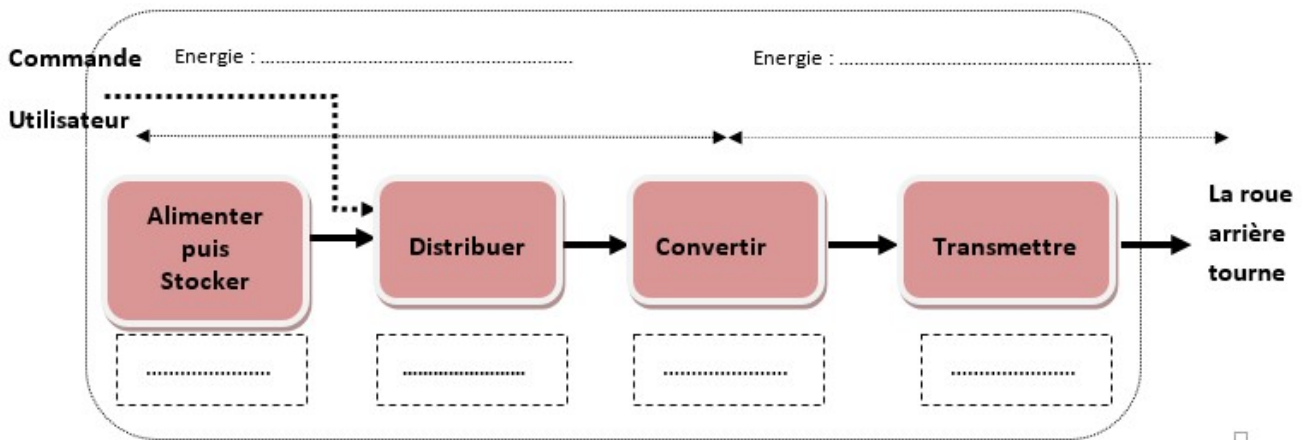 Commande
Energie : ........................................................
Energie : ........................................................
Utilisateur
Alimenter
puis
Stocker
Distribuer
Convertir
Transmettre
La roue
arrière
tourne
........................
........................
........................
........................